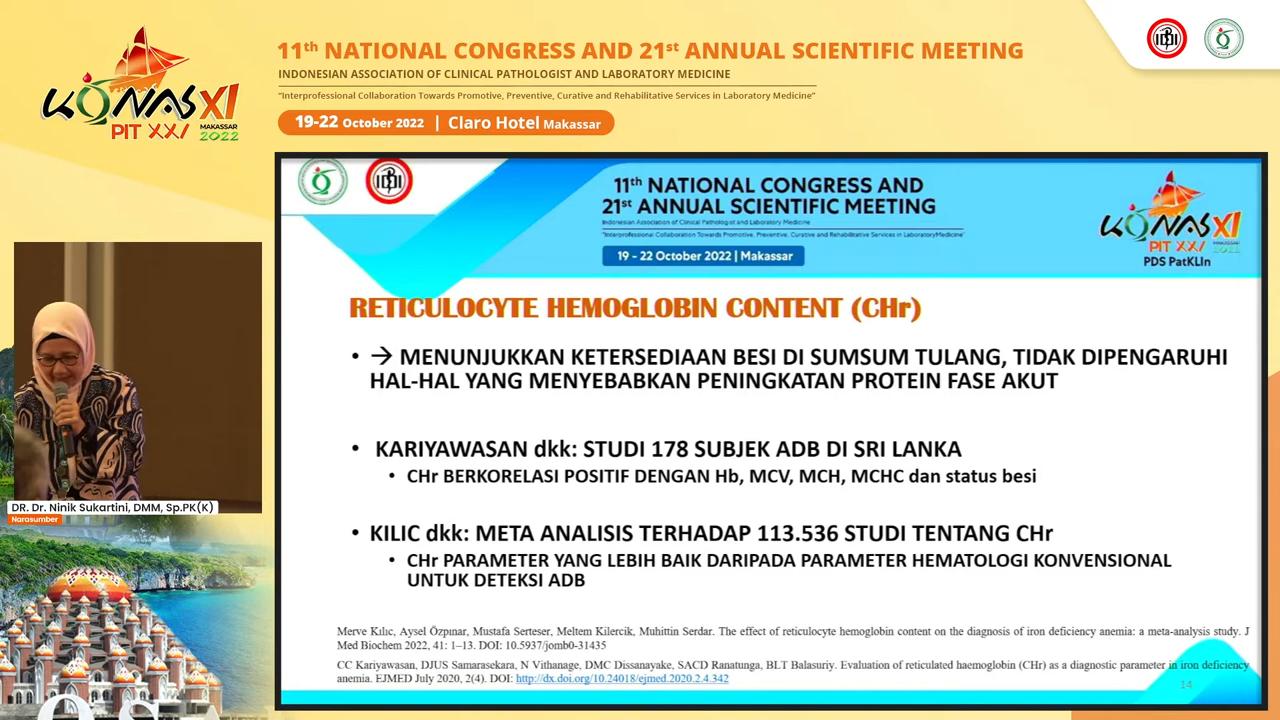 11th NATIONAL CONGRESS AND 21st ANNUAL SCIENTIFIC MEETING
INDONESIAN ASSOCIATION OF CLINICAL PATHOLOGIST AND LABORATORY MEDICINE
"Interprofessional Collaboration Towards Promotive, Preventive, Curative and Rehabilitative Services in Laboratory Medicine"
19-22 October 2022 | Claro Hotel Makassar
KONAS XI
PIT XXI MAKASSAR
2022
11th NATIONAL CONGRESS AND
21st ANNUAL SCIENTIFIC MEETING
Indonesian Association of Clinical Pathologist and Laboratory Medicine
"Interprofessional Collaboration Towards Promotive, Preventive, Curative and Rehabilitative Services in LaboratoryMedicine"
19 - 22 October 2022 | Makassar
KONAS XI
PIT XXI MAKASSAR
2022
PDS PatKLIn
RETICULOCYTE HEMOGLOBIN CONTENT (CHr)
• → MENUNJUKKAN KETERSEDIAAN BESI DI SUMSUM TULANG, TIDAK DIPENGARUHI
HAL-HAL YANG MENYEBABKAN PENINGKATAN PROTEIN FASE AKUT
• KARIYAWASAN dkk: STUDI 178 SUBJEK ADB DI SRI LANKA
• CHr BERKORELASI POSITIF DENGAN Hb, MCV, MCH, MCHC dan status besi
• KILIC dkk: META ANALISIS TERHADAP 113.536 STUDI TENTANG CHr
• CHr PARAMETER YANG LEBIH BAIK DARIPADA PARAMETER HEMATOLOGI KONVENSIONAL
UNTUK DETEKSI ADB
Merve Kılıc, Aysel Özpınar, Mustafa Serteser, Meltem Kilercik, Muhittin Serdar. The effect of reticulocyte hemoglobin content on the diagnosis of iron deficiency anemia: a meta-analysis study. J
Med Biochem 2022, 41: 1–13. DOI: 10.5937/jomb0-31435
CC Kariyawasan, DJUS Samarasekara, N Vithanage, DMC Dissanayake, SACD Ranatunga, BLT Balasuriy. Evaluation of reticulated haemoglobin (CHr) as a diagnostic parameter in iron deficiency
anemia. EJMED July 2020, 2(4). DOI: http://dx.doi.org/10.24018/ejmed.2020.2.4.342
14
DR. Dr. Ninik Sukartini, DMM, Sp.PK(K)
Narasumber